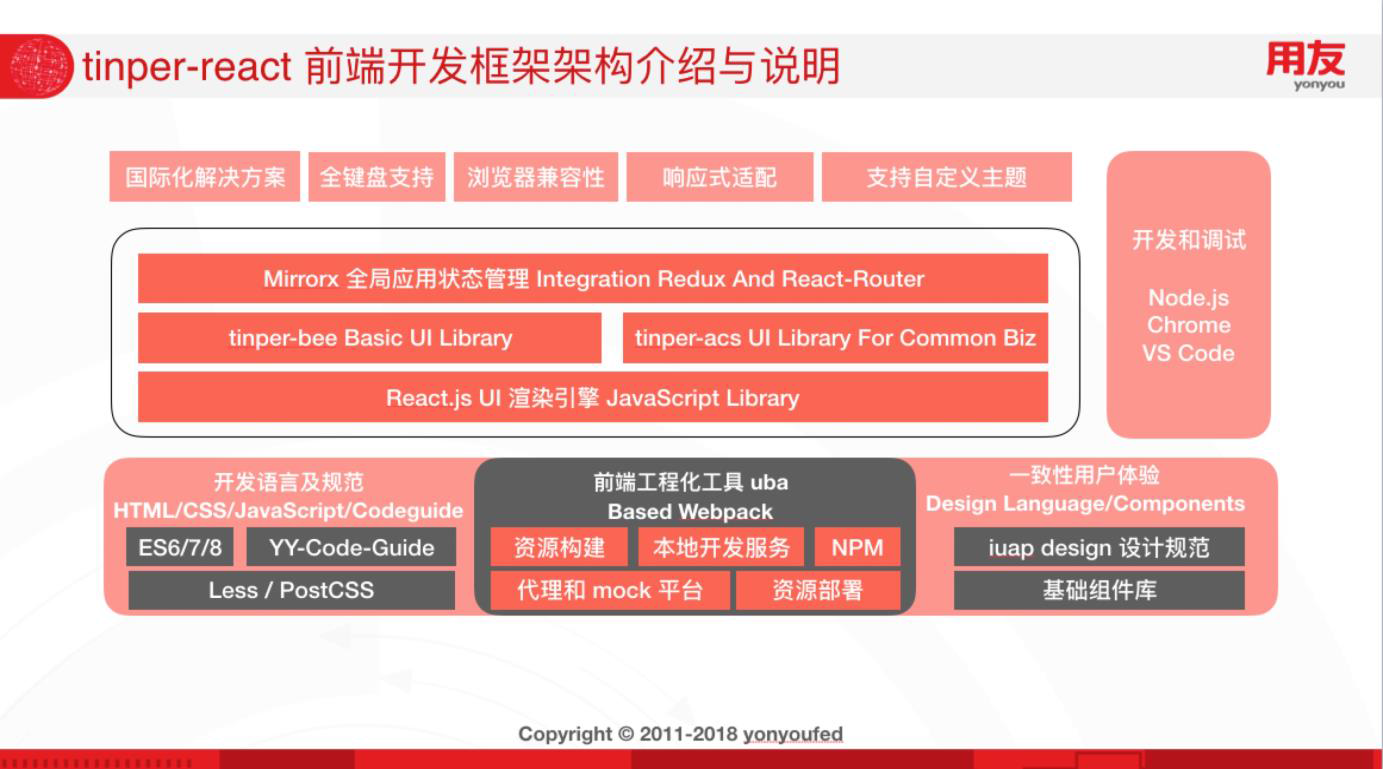 tinper-react 前端开发框架架构介绍与说明
用友
yonyou
国际化解决方案
全键盘支持
浏览器兼容性
响应式适配
支持自定义主题
Mirrorx 全局应用状态管理 Integration Redux And React-Router
tinper-bee Basic UI Library
tinper-acs UI Library For Common Biz
React.js UI 渲染引擎 JavaScript Library
开发和调试
Node.js
Chrome
VS Code
开发语言及规范
HTML/CSS/JavaScript/Codeguide
ES6/7/8
YY-Code-Guide
Less / PostCSS
前端工程化工具 uba
Based Webpack
资源构建
本地开发服务
NPM
代理和 mock 平台
资源部署
一致性用户体验
Design Language/Components
iuap design 设计规范
基础组件库
Copyright © 2011-2018 yonyoufed